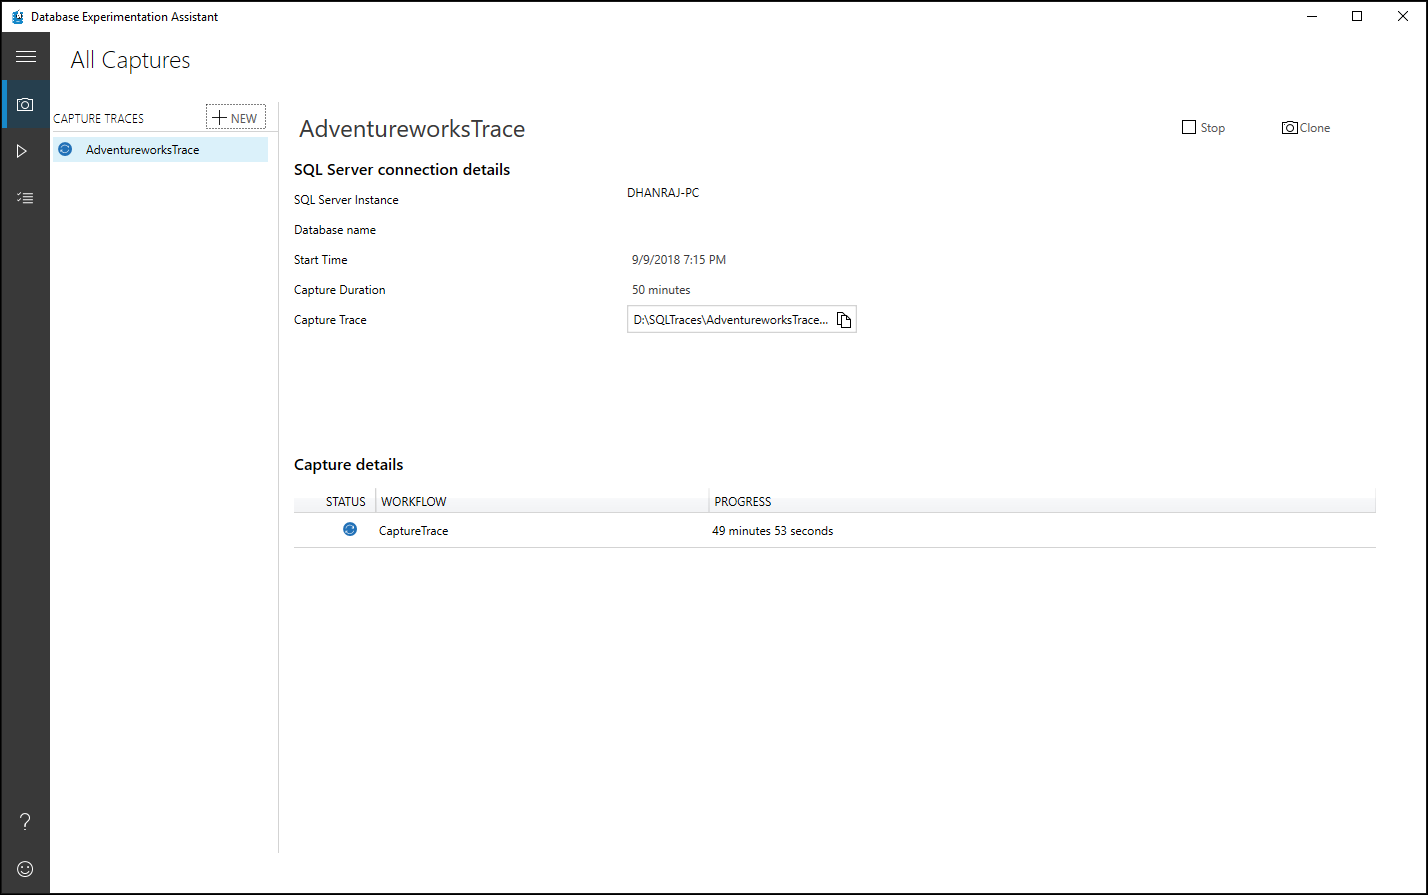 Database Experimentation Assistant
All Captures
CAPTURE TRACES
NEW
AdventureworksTrace
AdventureworksTrace
Stop
Clone
SQL Server connection details
SQL Server Instance
DHANRAJ-PC
Database name
Start Time
9/9/2018 7:15 PM
Capture Duration
50 minutes
Capture Trace
D:\SQLTraces\AdventureworksTrace...
Capture details
STATUS
WORKFLOW
PROGRESS
CaptureTrace
49 minutes 53 seconds
?